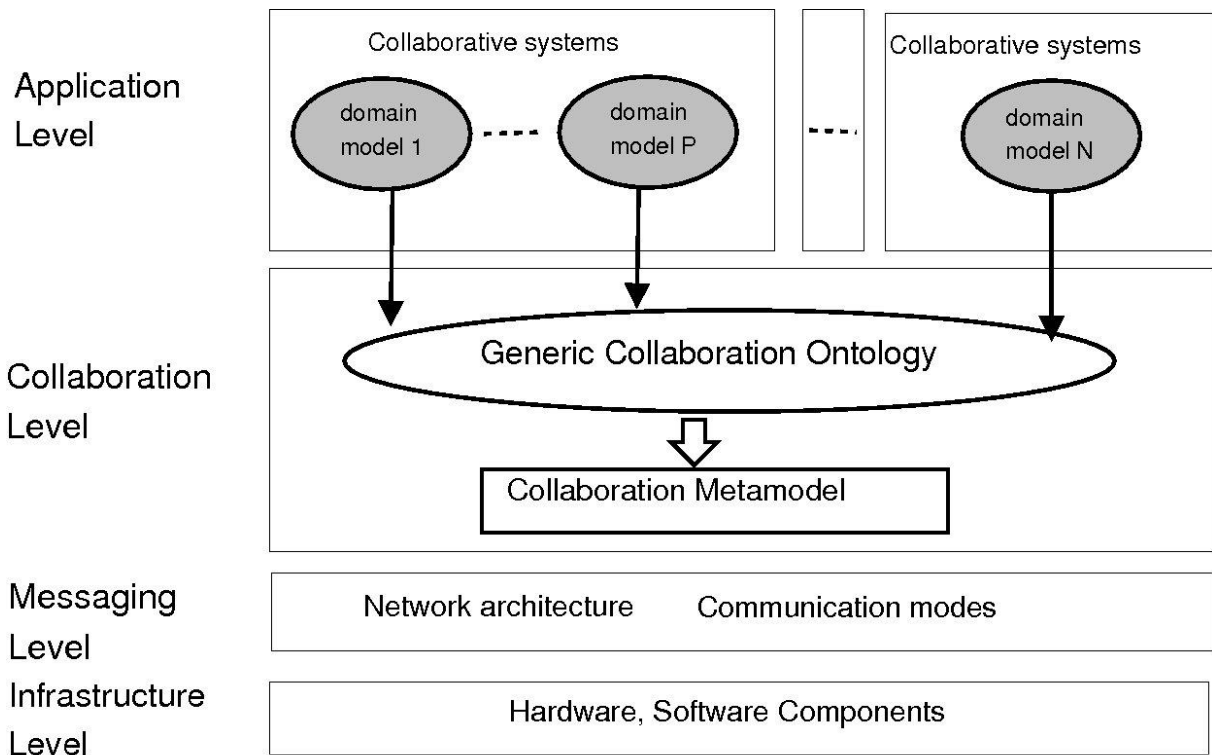 Application
Level
Collaborative systems
domain
model 1
domain
model P
Collaborative systems
domain
model N
Collaboration
Level
Generic Collaboration Ontology
Collaboration Metamodel
Messaging
Level
Network architecture
Communication modes
Infrastructure
Level
Hardware, Software Components